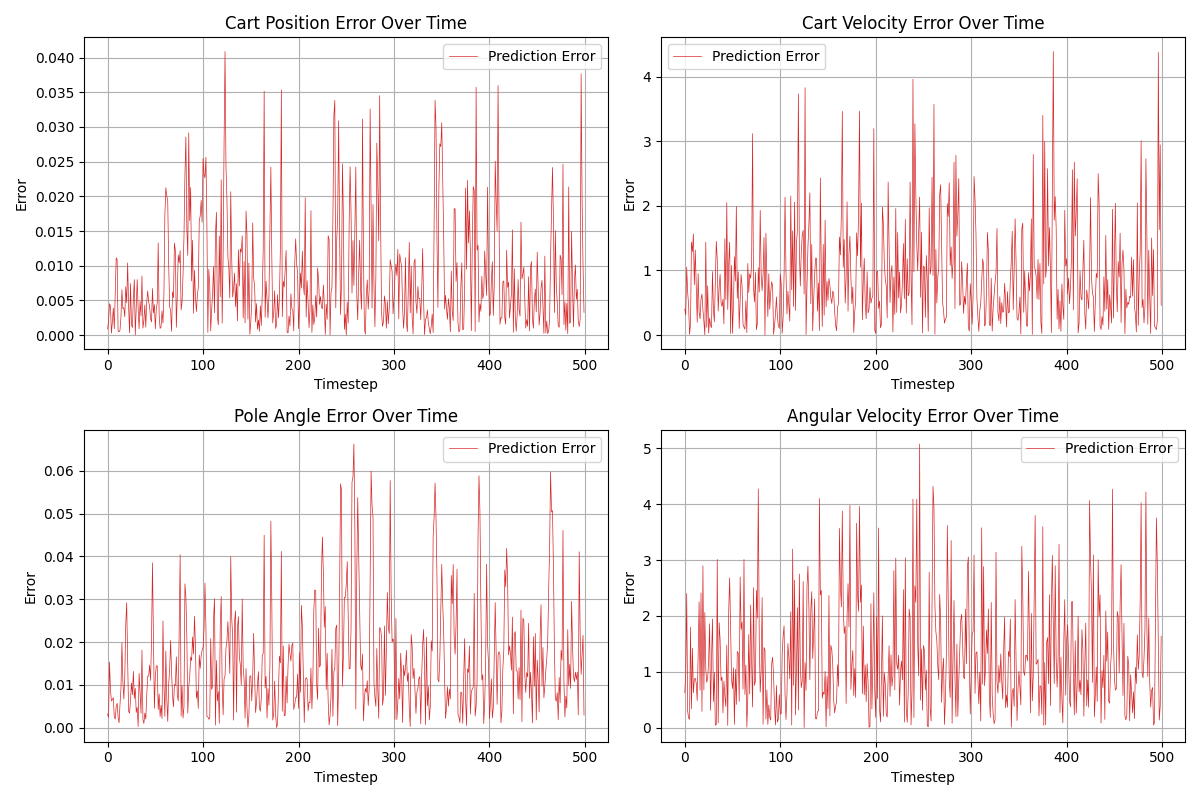 Cart Position Error Over Time
Prediction Error
Error
0.040
0.035
0.030
0.025
0.020
0.015
0.010
0.005
0.000
0 100 200 300 400 500
Timestep
Cart Velocity Error Over Time
Prediction Error
Error
4
3
2
1
0
0 100 200 300 400 500
Timestep
Pole Angle Error Over Time
Prediction Error
Error
0.06
0.05
0.04
0.03
0.02
0.01
0.00
0 100 200 300 400 500
Timestep
Angular Velocity Error Over Time
Prediction Error
Error
5
4
3
2
1
0
0 100 200 300 400 500
Timestep